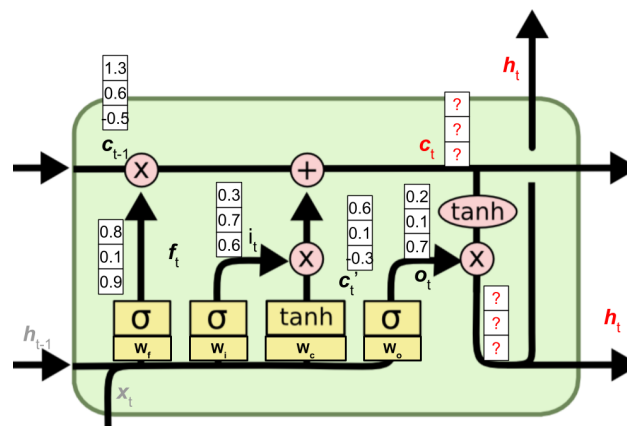 h_t
1.3
0.6
-0.5
?
?
?
c_{t-1}
c_t
x
+
0.3
0.7
0.6
0.6
0.1
-0.3
0.2
0.1
0.7
tanh
0.8
0.1
0.9
f_t
i_t
x
x
c_t'
o_t
?
?
?
σ
σ
tanh
σ
h_t
h_{t-1}
W_f
W_i
W_c
W_o
x_t